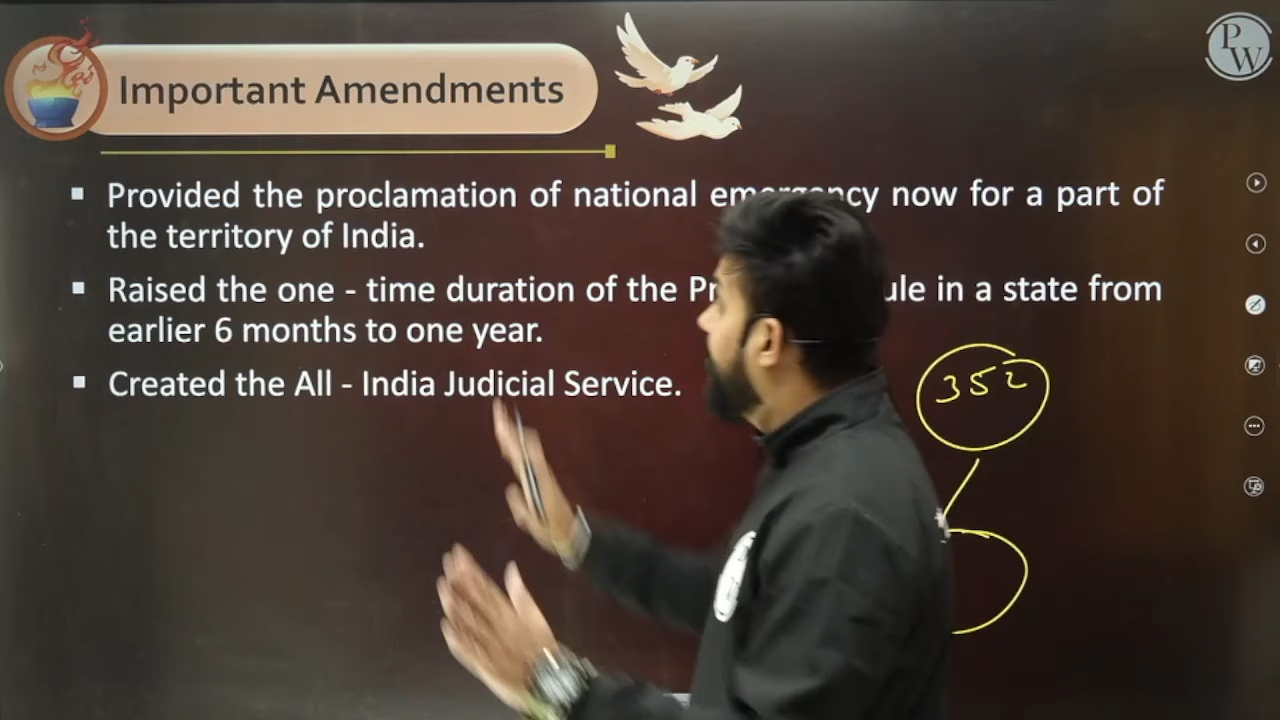 Important Amendments
PW
Provided the proclamation of national emergency now for a part of
the territory of India.
Raised the one - time duration of the Pr ule in a state from
earlier 6 months to one year.
Created the All - India Judicial Service.
352